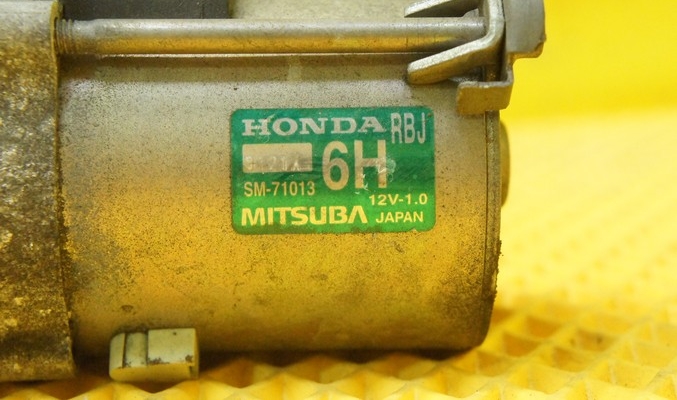 HONDA RBJ
6H
SM-71013
12V-1.0
MITSUBA JAPAN